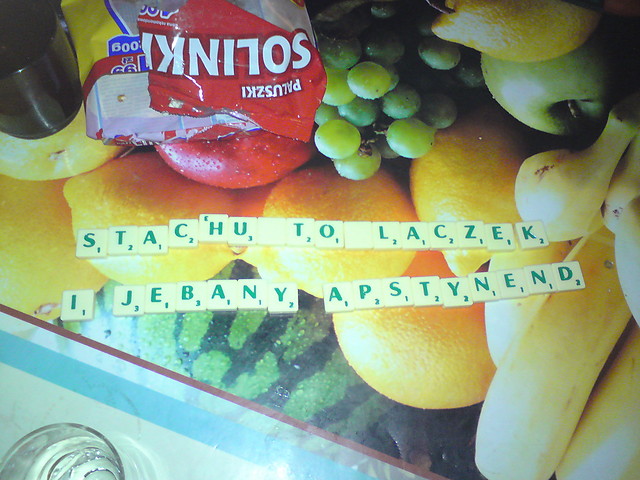 SOLINKI
PALUSZKI
STACHU TO LACZEK
I JEBANY APSTYNEND